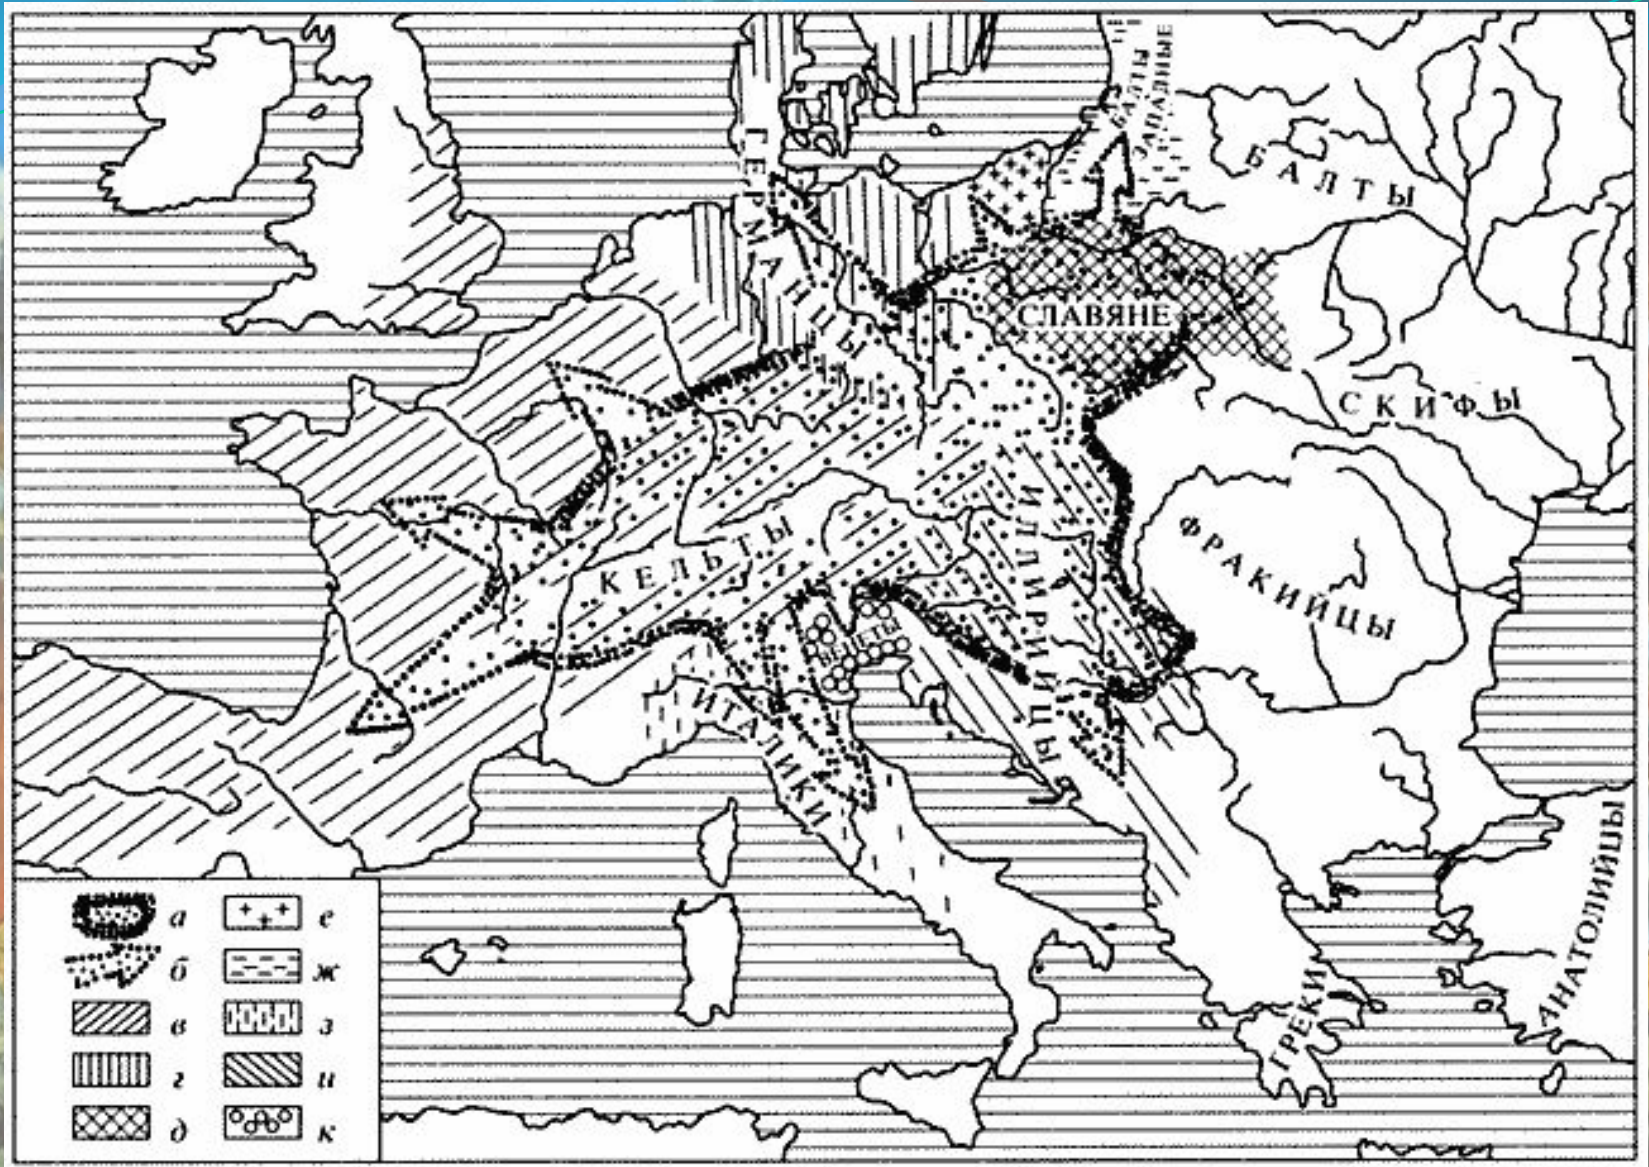 БАЛТЫ
ЗАПАДНЫЕ
БАЛТЫ
ГЕРМАНЦЫ
СЛАВЯНЕ
СКИФЫ
ИЛЛИРИЙЦЫ
ФРАКИЙЦЫ
КЕЛЬТЫ
ВЕНЕТЫ
ИТАЛИКИ
АНАТОЛИЙЦЫ
ГРЕКИ
а
е
б
ж
в
з
г
и
д
к